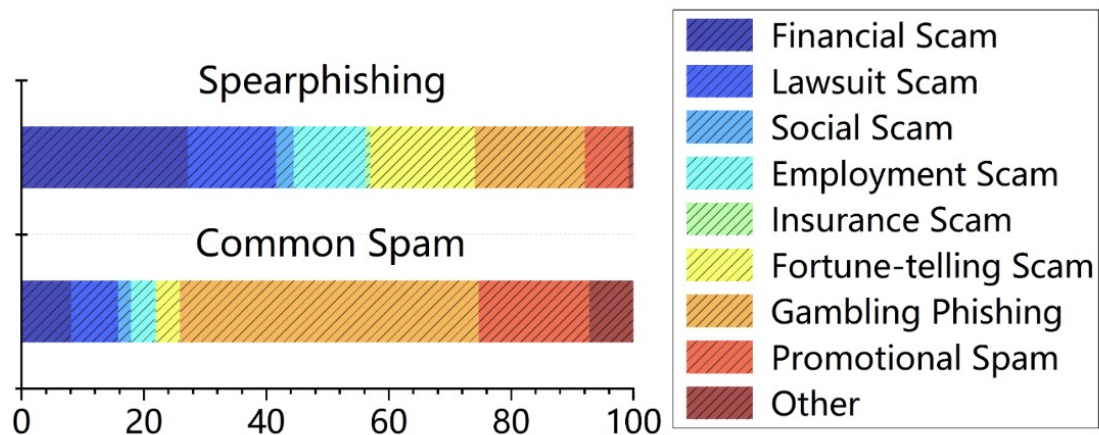 Spearphishing
Common Spam
0 20 40 60 80 100
Financial Scam
Lawsuit Scam
Social Scam
Employment Scam
Insurance Scam
Fortune-telling Scam
Gambling Phishing
Promotional Spam
Other